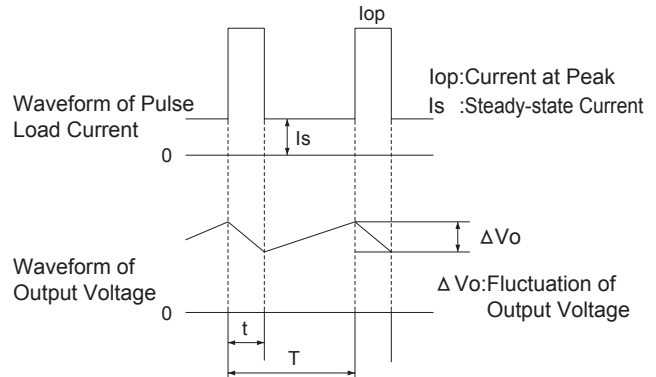 Iop
Iop:Current at Peak
Is :Steady-state Current
Waveform of Pulse
Load Current
Is
0
ΔVo
Waveform of
Output Voltage
ΔVo:Fluctuation of
Output Voltage
0
t
T